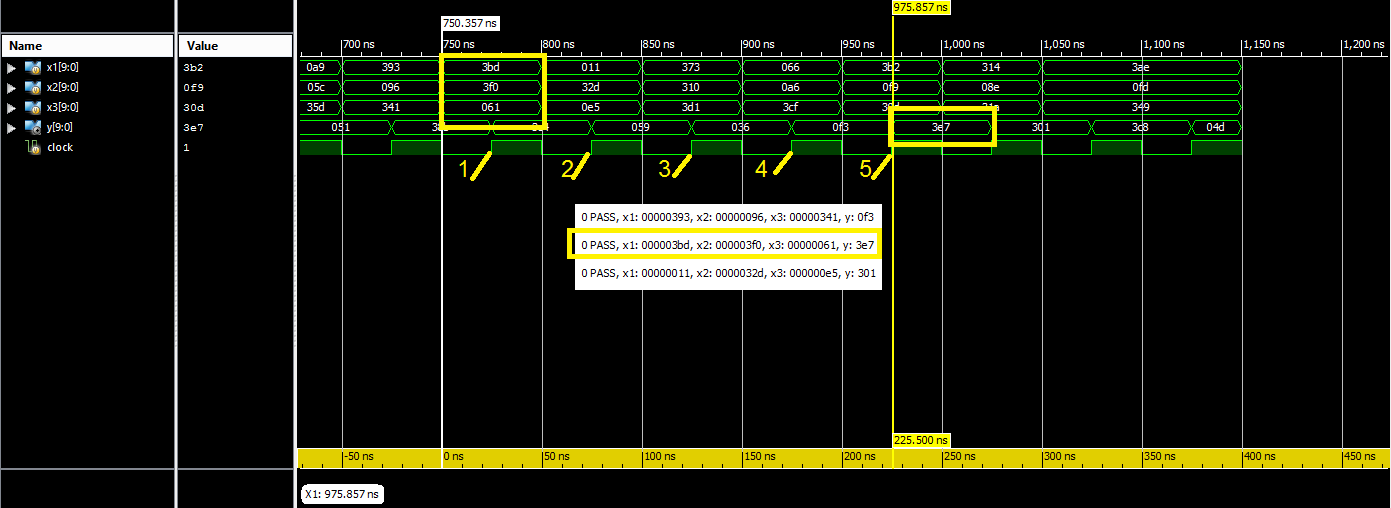 975.857 ns
750.357 ns
Name Value
700 ns 750 ns 800 ns 850 ns 900 ns 950 ns 1,000 ns 1,050 ns 1,100 ns 1,150 ns 1,200 ns
x1[9:0] 3b2 0a9 393 3bd 011 373 066 3b2 314 3ae
x2[9:0] 0f9 05c 096 3f0 32d 310 0a6 0f9 08e 0fd
x3[9:0] 30d 35d 341 061 0e5 3d1 3cf 30d 31a 349
y[9:0] 3e7 051 059 036 0f3 3e7 301 3c8 04d
clock 1
1 2 3 4 5
0 PASS, x1: 00000393, x2: 00000096, x3: 00000341, y: 0f3
0 PASS, x1: 000003bd, x2: 000003f0, x3: 00000061, y: 3e7
0 PASS, x1: 00000011, x2: 0000032d, x3: 000000e5, y: 301
225.500 ns
-50 ns 0 ns 50 ns 100 ns 150 ns 200 ns 250 ns 300 ns 350 ns 400 ns 450 ns
X1: 975.857 ns